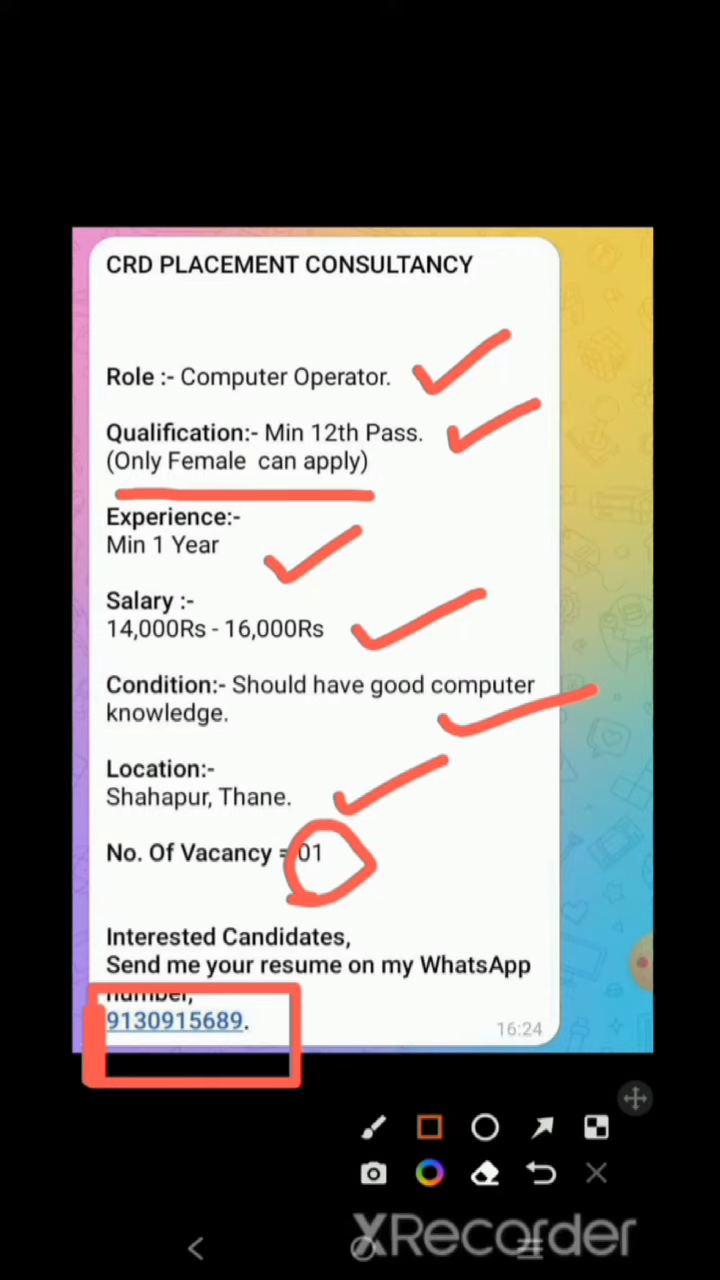 CRD PLACEMENT CONSULTANCY
Role :- Computer Operator.
Qualification:- Min 12th Pass.
(Only Female can apply)
Experience:-
Min 1 Year
Salary :-
14,000Rs - 16,000Rs
Condition:- Should have good computer
knowledge.
Location:-
Shahapur, Thane.
No. Of Vacancy = 01
Interested Candidates,
Send me your resume on my WhatsApp
number,
9130915689.
16:24
XRecorder